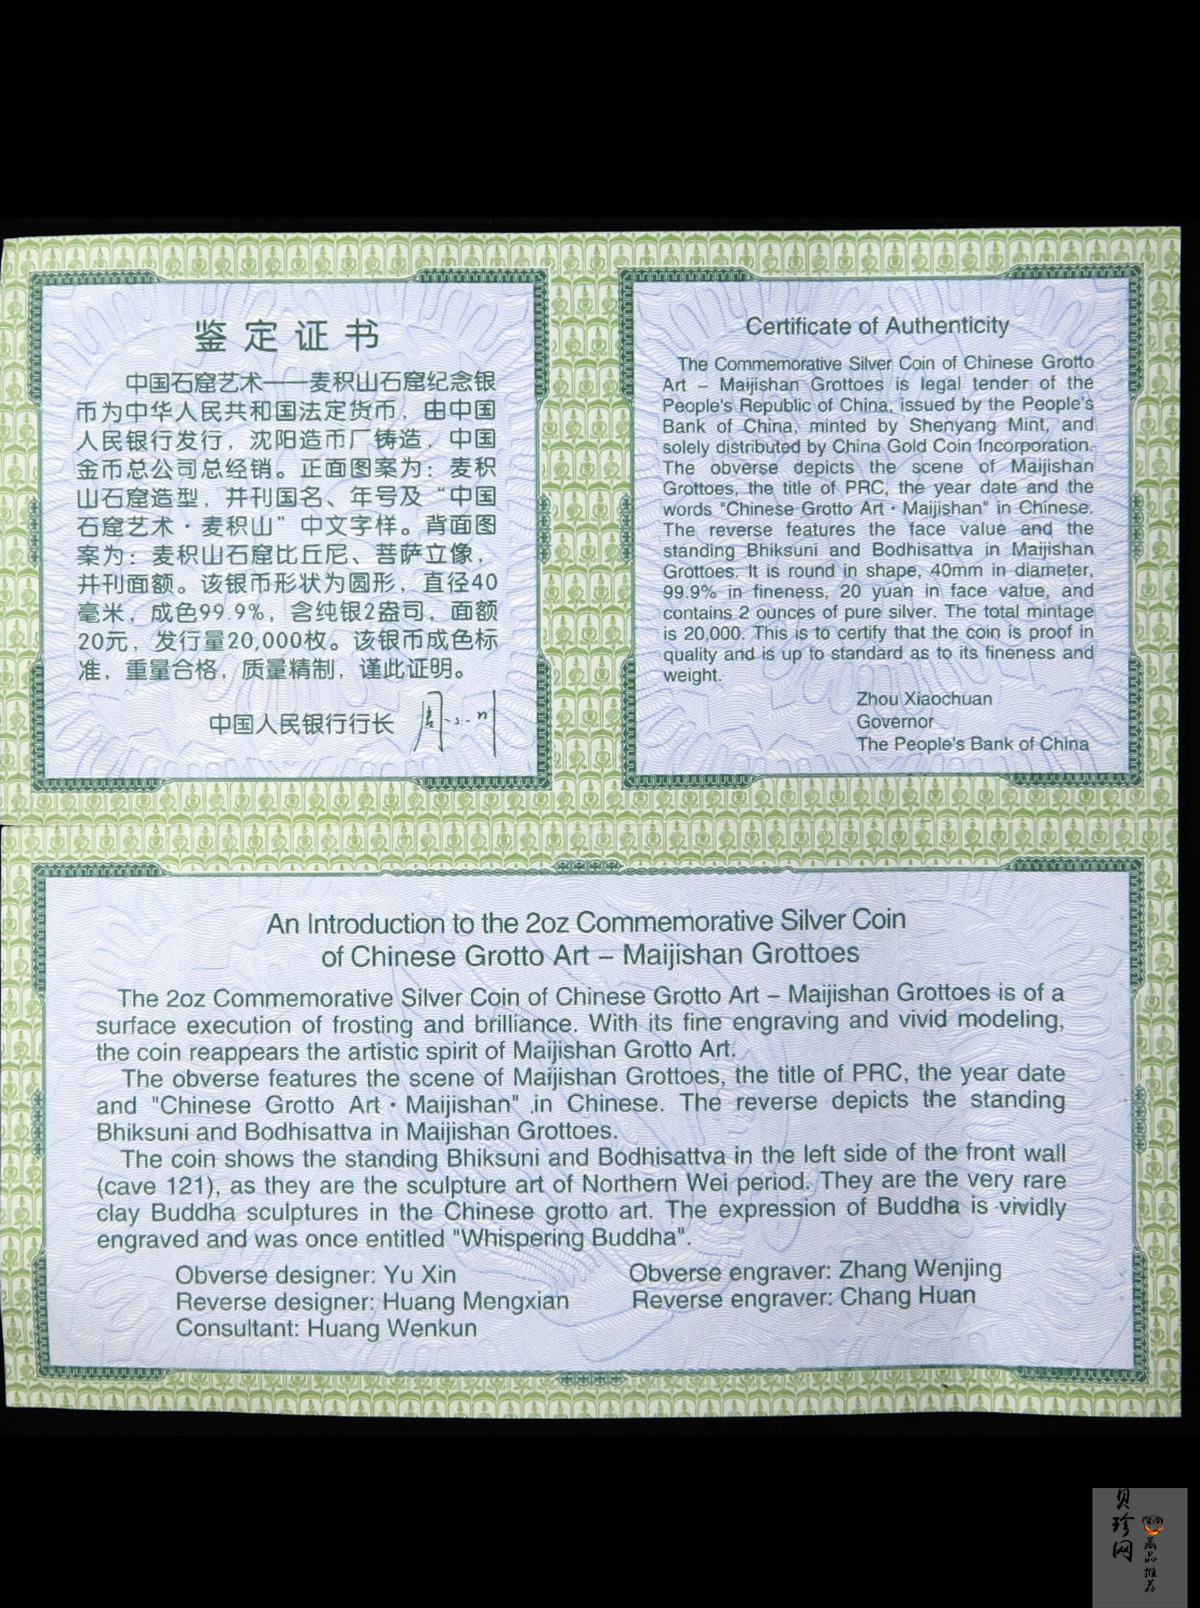 鉴定证书
中国石窟艺术——麦积山石窟纪念银
币为中华人民共和国法定货币，由中国
人民银行发行，沈阳造币厂铸造，中国
金币总公司总经销。正面图案为：麦积
山石窟造型，并刊国名、年号及“中国
石窟艺术·麦积山”中文字样。背面图
案为：麦积山石窟比丘尼、菩萨立像，
并刊面额。该银币形状为圆形，直径40
毫米，成色99.9%，含纯银2盎司，面额
20元，发行量20,000枚。该银币成色标
准，重量合格，质量精制，谨此证明。
中国人民银行行长 周小川
Certificate of Authenticity
The Commemorative Silver Coin of Chinese Grotto
Art – Maijishan Grottoes is legal tender of the
People's Republic of China, issued by the People's
Bank of China, minted by Shenyang Mint, and
solely distributed by China Gold Coin Incorporation.
The obverse depicts the scene of Maijishan
Grottoes, the title of PRC, the year date and the
words "Chinese Grotto Art · Maijishan" in Chinese.
The reverse features the face value and the
standing Bhiksuni and Bodhisattva in Maijishan
Grottoes. It is round in shape, 40mm in diameter,
99.9% in fineness, 20 yuan in face value, and
contains 2 ounces of pure silver. The total mintage
is 20,000. This is to certify that the coin is proof in
quality and is up to standard as to its fineness and
weight.
Zhou Xiaochuan
Governor
The People's Bank of China
An Introduction to the 2oz Commemorative Silver Coin
of Chinese Grotto Art – Maijishan Grottoes
The 2oz Commemorative Silver Coin of Chinese Grotto Art – Maijishan Grottoes is of a
surface execution of frosting and brilliance. With its fine engraving and vivid modeling,
the coin reappears the artistic spirit of Maijishan Grotto Art.
The obverse features the scene of Maijishan Grottoes, the title of PRC, the year date
and "Chinese Grotto Art · Maijishan" in Chinese. The reverse depicts the standing
Bhiksuni and Bodhisattva in Maijishan Grottoes.
The coin shows the standing Bhiksuni and Bodhisattva in the left side of the front wall
(cave 121), as they are the sculpture art of Northern Wei period. They are the very rare
clay Buddha sculptures in the Chinese grotto art. The expression of Buddha is vividly
engraved and was once entitled "Whispering Buddha".
Obverse designer: Yu Xin
Reverse designer: Huang Mengxian
Consultant: Huang Wenkun
Obverse engraver: Zhang Wenjing
Reverse engraver: Chang Huan
贝珍网
藏品推荐